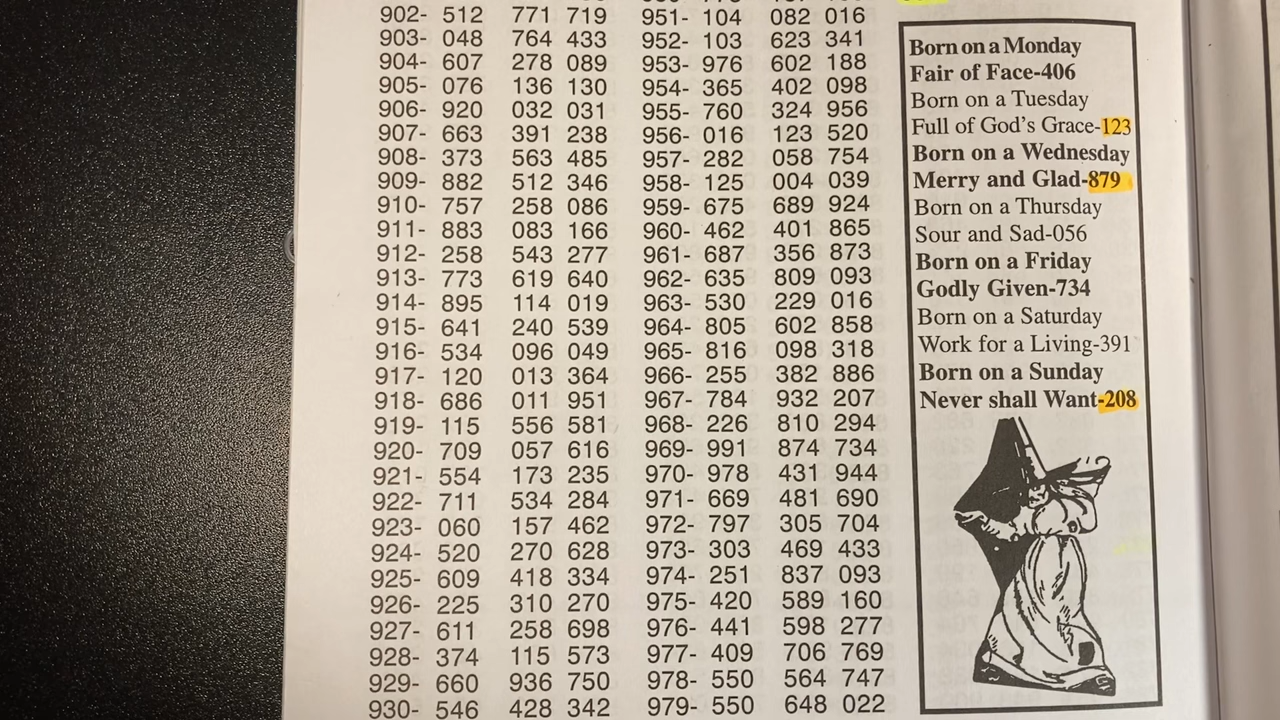 902- 512 771 719
903- 048 764 433
904- 607 278 089
905- 076 136 130
906- 920 032 031
907- 663 391 238
908- 373 563 485
909- 882 512 346
910- 757 258 086
911- 883 083 166
912- 258 543 277
913- 773 619 640
914- 895 114 019
915- 641 240 539
916- 534 096 049
917- 120 013 364
918- 686 011 951
919- 115 556 581
920- 709 057 616
921- 554 173 235
922- 711 534 284
923- 060 157 462
924- 520 270 628
925- 609 418 334
926- 225 310 270
927- 611 258 698
928- 374 115 573
929- 660 936 750
930- 546 428 342
951- 104 082 016
952- 103 623 341
953- 976 602 188
954- 365 402 098
955- 760 324 956
956- 016 123 520
957- 282 058 754
958- 125 004 039
959- 675 689 924
960- 462 401 865
961- 687 356 873
962- 635 809 093
963- 530 229 016
964- 805 602 858
965- 816 098 318
966- 255 382 886
967- 784 932 207
968- 226 810 294
969- 991 874 734
970- 978 431 944
971- 669 481 690
972- 797 305 704
973- 303 469 433
974- 251 837 093
975- 420 589 160
976- 441 598 277
977- 409 706 769
978- 550 564 747
979- 550 648 022
Born on a Monday
Fair of Face-406
Born on a Tuesday
Full of God's Grace-123
Born on a Wednesday
Merry and Glad-879
Born on a Thursday
Sour and Sad-056
Born on a Friday
Godly Given-734
Born on a Saturday
Work for a Living-391
Born on a Sunday
Never shall Want-208